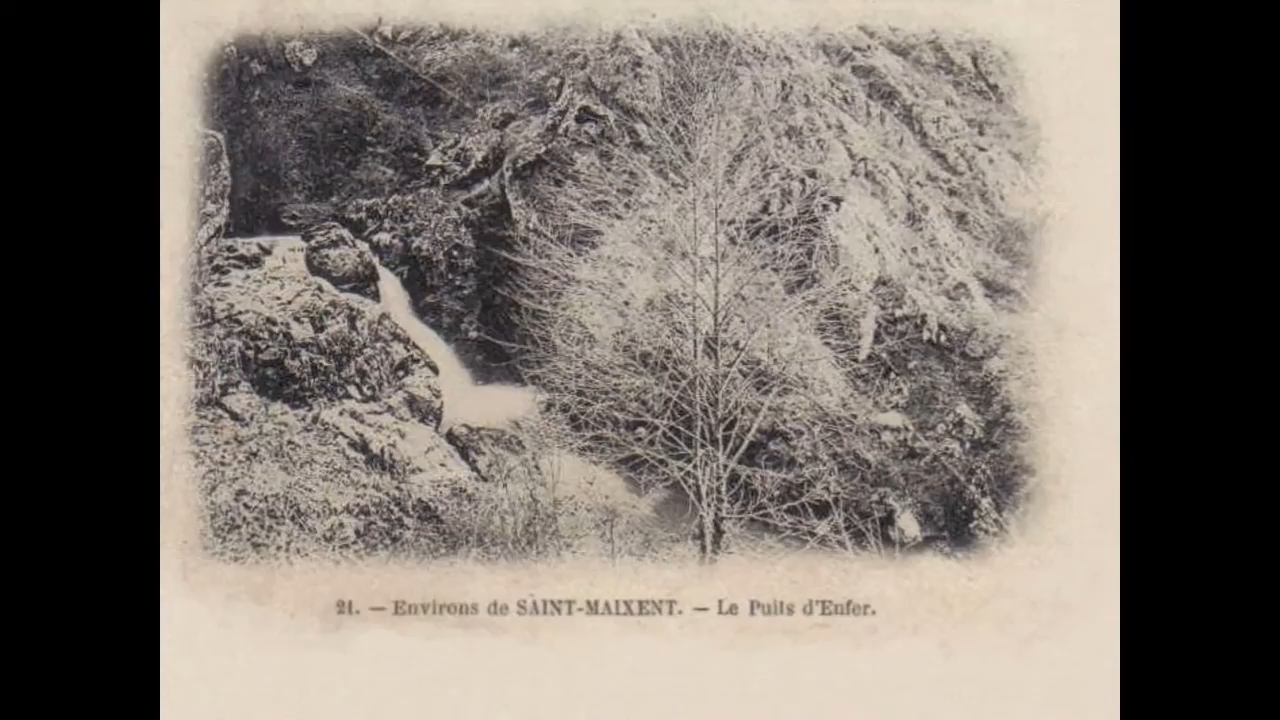 21. — Environs de SAINT-MAIXENT. — Le Puits d'Enfer.